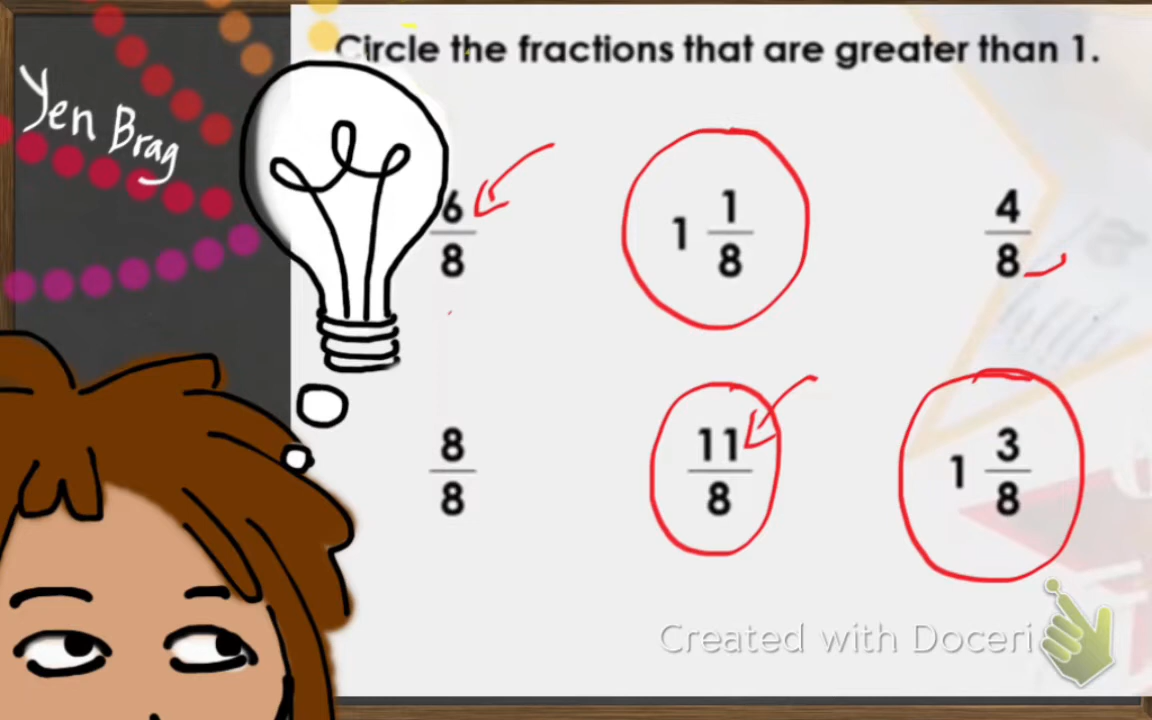 Circle the fractions that are greater than 1.
Yen Brag
6/8 1 1/8 4/8
8/8 11/8 1 3/8
Created with Doceri